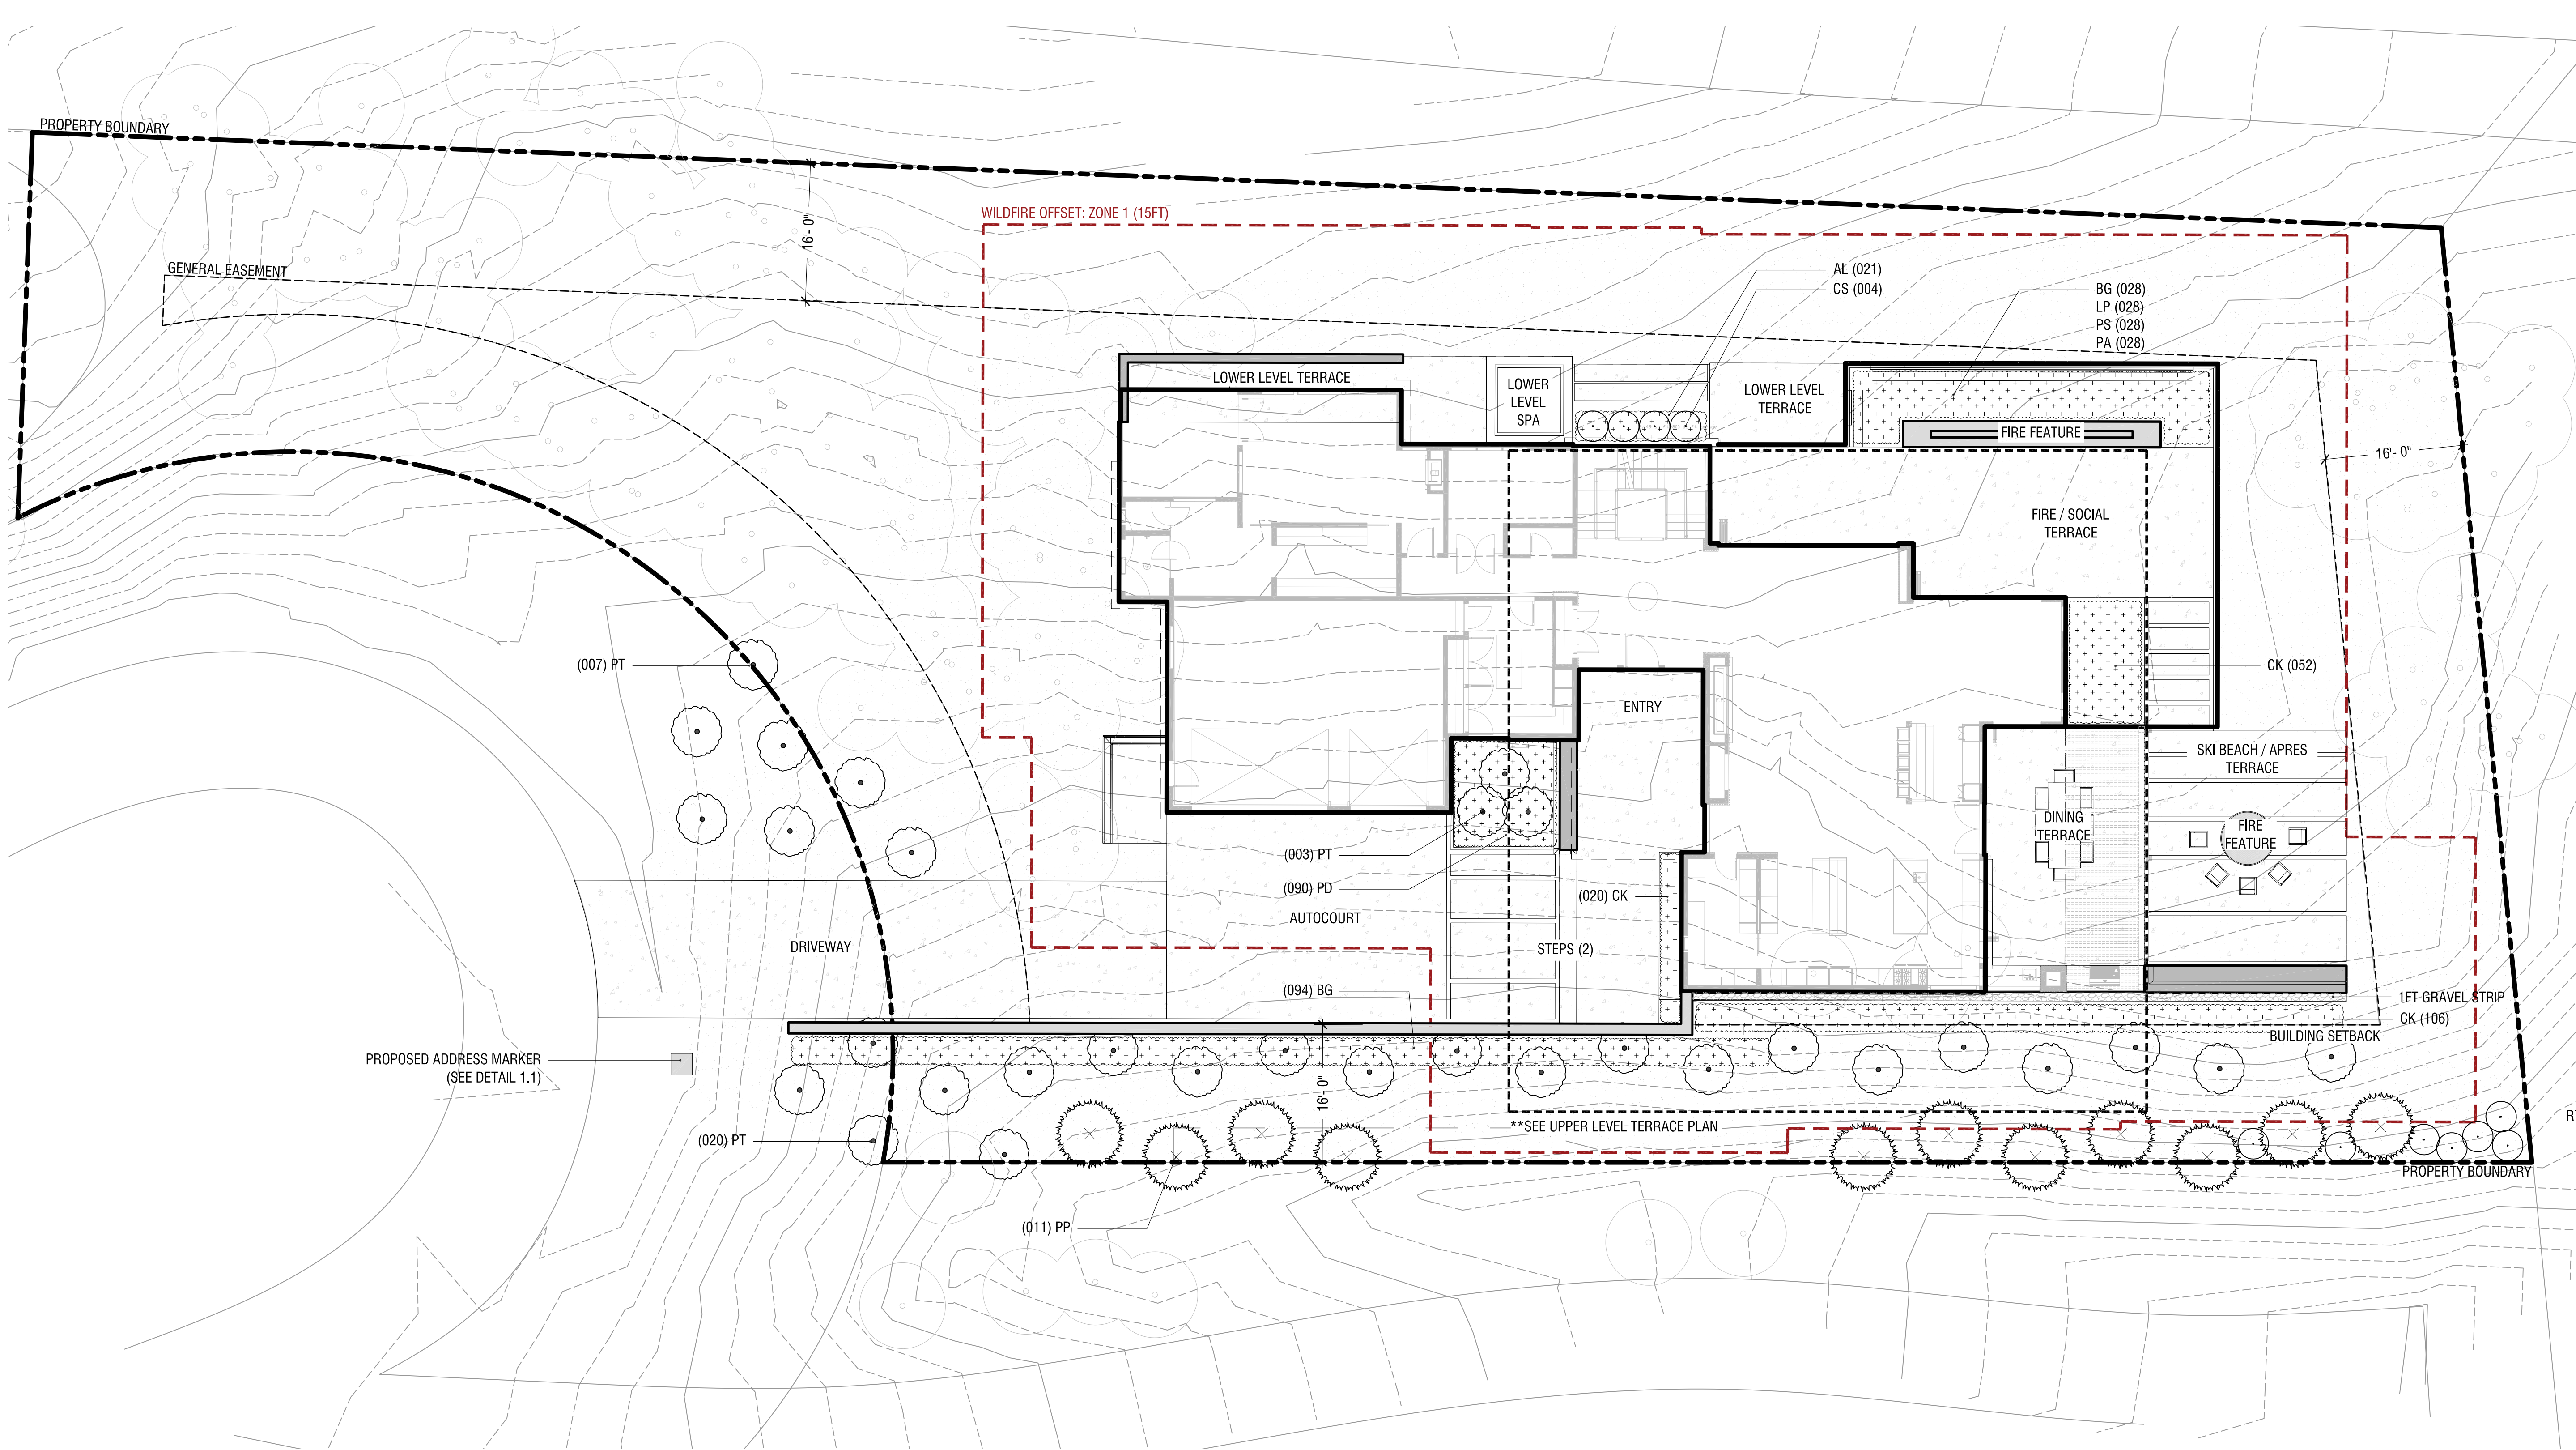 PROPERTY BOUNDARY
WILDFIRE OFFSET: ZONE 1 (15FT)
16'- 0"
GENERAL EASEMENT
AL (021)
CS (004)
BG (028)
LP (028)
PS (028)
PA (028)
LOWER LEVEL TERRACE
LOWER
LEVEL
SPA
LOWER LEVEL
TERRACE
FIRE FEATURE
16'- 0"
FIRE / SOCIAL
TERRACE
(007) PT
CK (052)
ENTRY
SKI BEACH / APRES
TERRACE
DINING
TERRACE
FIRE
FEATURE
(003) PT
(090) PD
(020) CK
AUTOCOURT
DRIVEWAY
STEPS (2)
(094) BG
1FT GRAVEL STRIP
CK (106)
BUILDING SETBACK
PROPOSED ADDRESS MARKER
(SEE DETAIL 1.1)
16'- 0"
(020) PT
**SEE UPPER LEVEL TERRACE PLAN
PROPERTY BOUNDARY
(011) PP